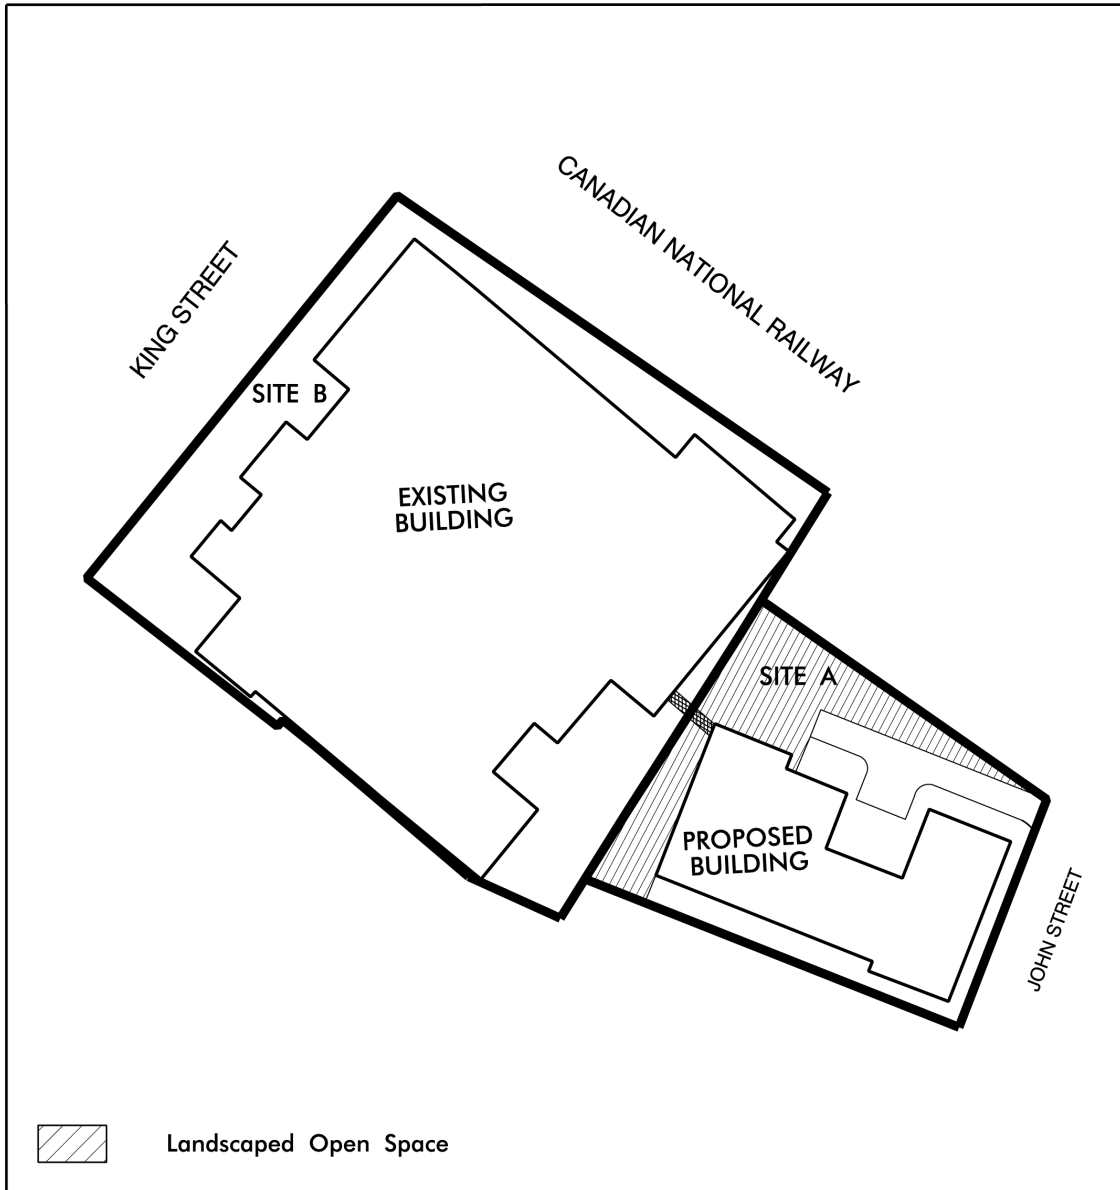 CANADIAN NATIONAL RAILWAY
KING STREET
SITE B
EXISTING
BUILDING
SITE A
PROPOSED
BUILDING
JOHN STREET
Landscaped Open Space